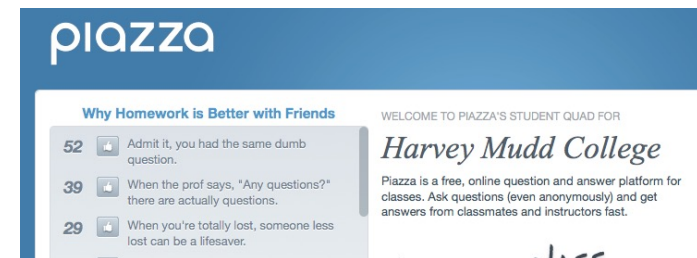 piazza
Why Homework is Better with Friends
52 Admit it, you had the same dumb
question.
39 When the prof says, "Any questions?"
there are actually questions.
29 When you're totally lost, someone less
lost can be a lifesaver.
WELCOME TO PIAZZA'S STUDENT QUAD FOR
Harvey Mudd College
Piazza is a free, online question and answer platform for
classes. Ask questions (even anonymously) and get
answers from classmates and instructors fast.